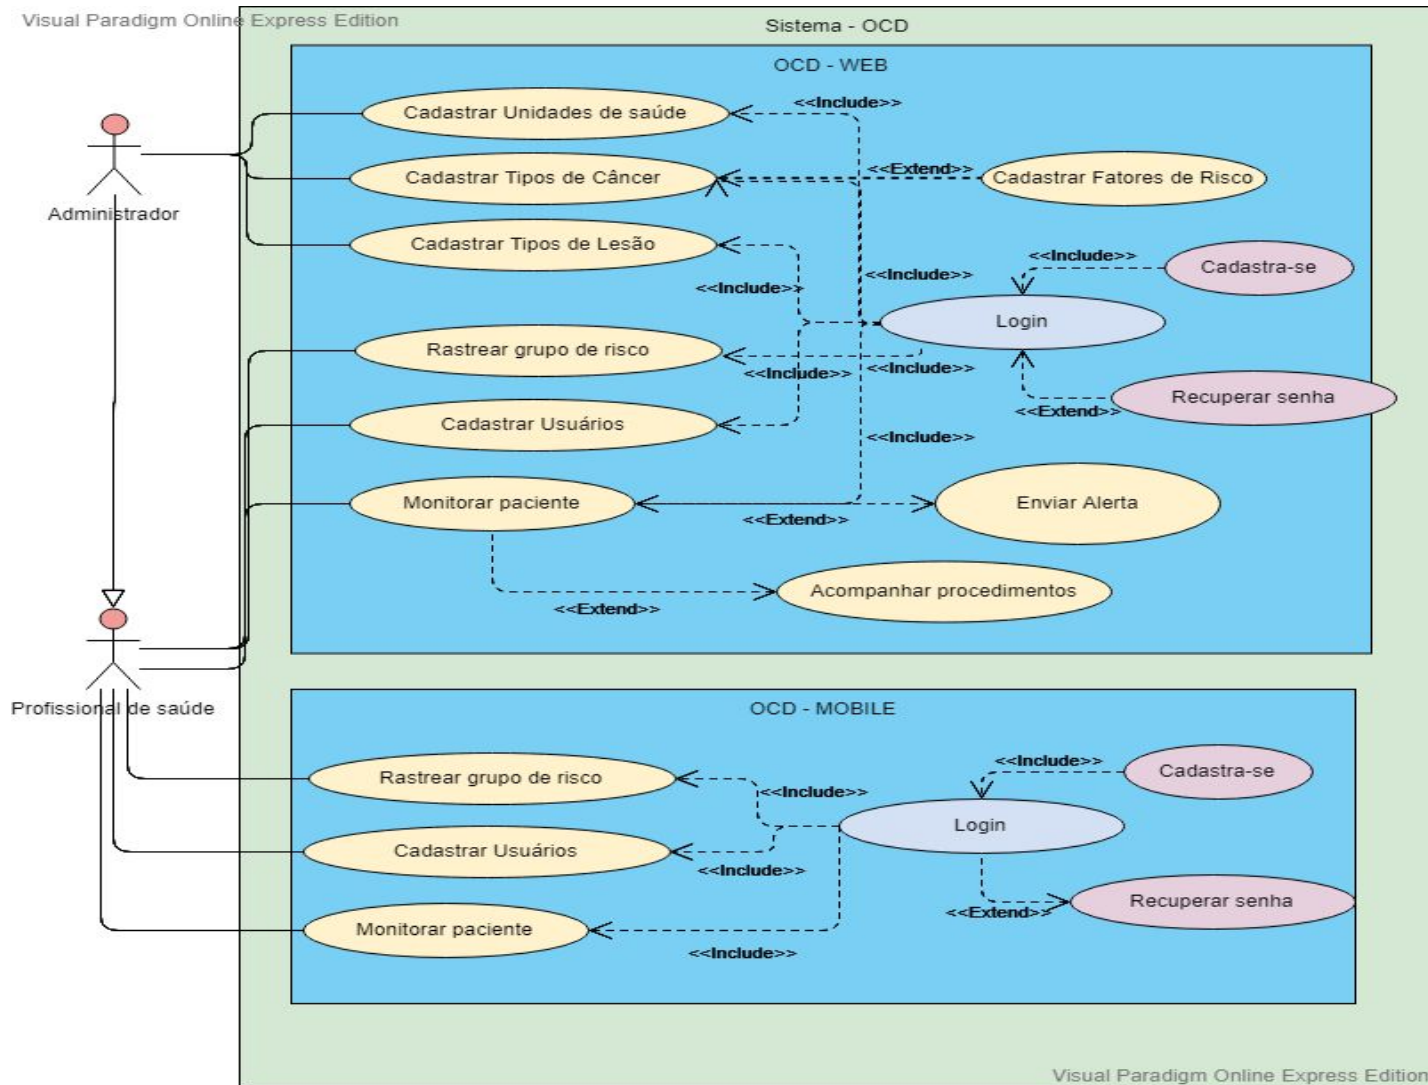 Visual Paradigm Online Express Edition
Sistema - OCD
OCD - WEB
Cadastrar Unidades de saúde
<<Include>>
Cadastrar Tipos de Câncer
<<Extend>>
Cadastrar Fatores de Risco
Administrador
Cadastrar Tipos de Lesão
<<Include>>
<<Include>>
Cadastra-se
<<Include>>
Login
Rastrear grupo de risco
<<Include>>
<<Include>>
Recuperar senha
<<Extend>>
Cadastrar Usuários
<<Include>>
Monitorar paciente
<<Extend>>
Enviar Alerta
Acompanhar procedimentos
<<Extend>>
Profissional de saúde
OCD - MOBILE
Rastrear grupo de risco
<<Include>>
<<Include>>
Cadastra-se
Login
Cadastrar Usuários
<<Include>>
Recuperar senha
<<Extend>>
Monitorar paciente
<<Include>>
Visual Paradigm Online Express Edition